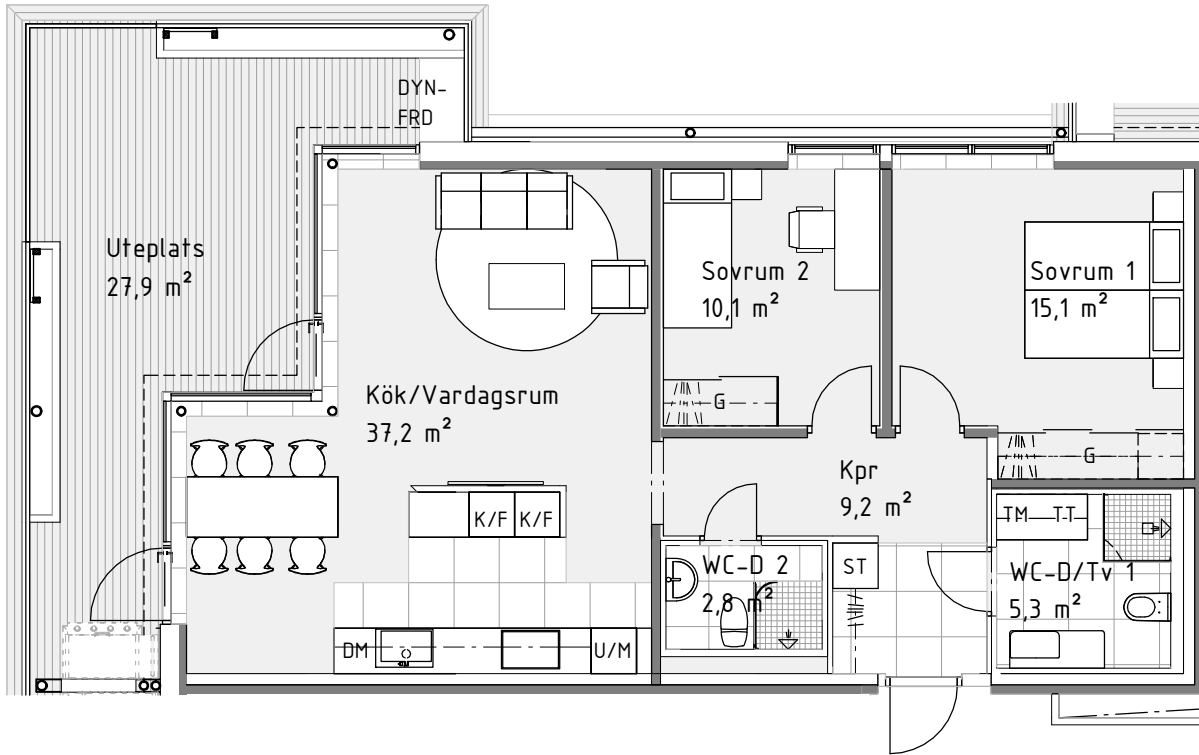 DYN-
FRD
Uteplats
27,9 m²
Sovrum 2
10,1 m²
Sovrum 1
15,1 m²
Kök/Vardagsrum
37,2 m²
G
G
Kpr
9,2 m²
K/F K/F
TM TT
WC-D 2
2,8 m²
ST
WC-D/Tv 1
5,3 m²
DM
U/M